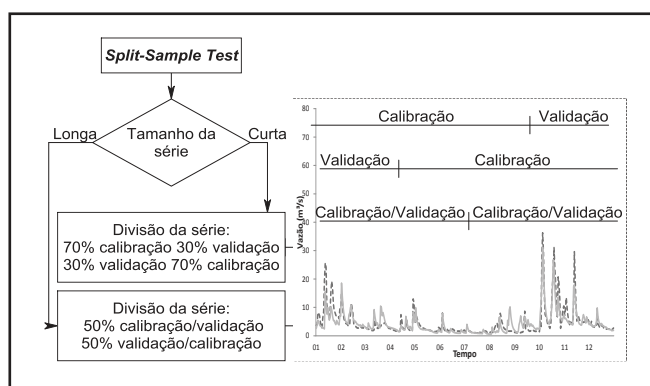 Split-Sample Test
Longa
Tamanho da
série
Curta
Divisão da série:
70% calibração 30% validação
30% validação 70% calibração
Divisão da série:
50% calibração/validação
50% validação/calibração
80
70
60
50
40
30
20
10
0
Vazão (m³/s)
Calibração
Validação
Validação
Calibração
Calibração/Validação
Calibração/Validação
01 02 03 04 05 06 07 08 09 10 11 12
Tempo